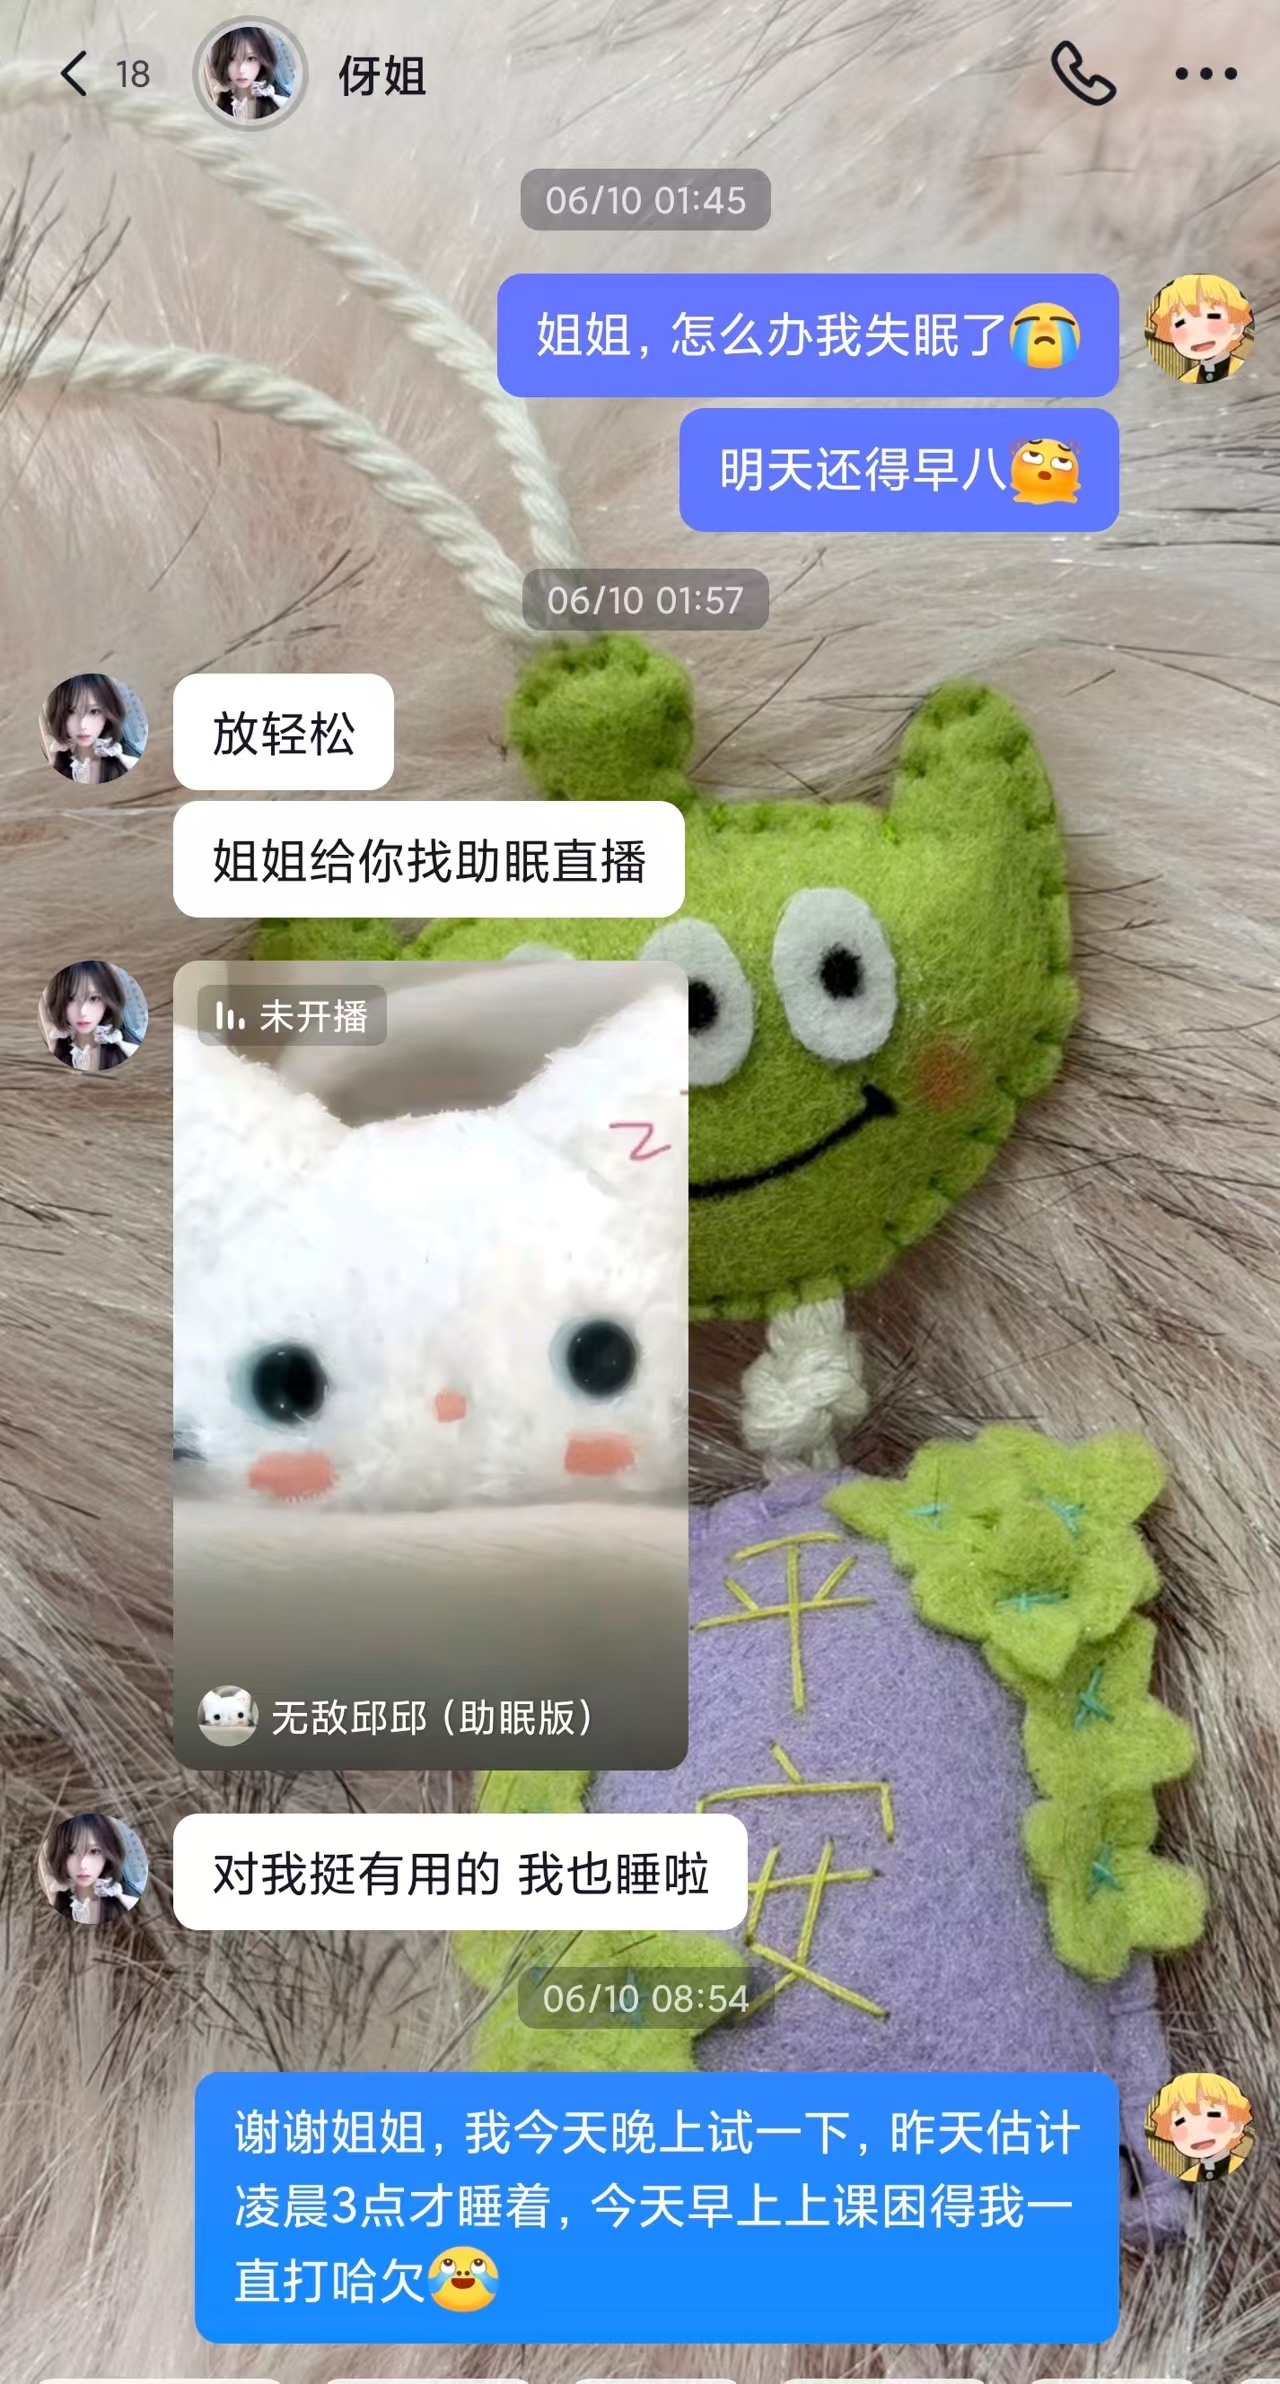 18 伢姐
06/10 01:45
姐姐，怎么办我失眠了😭
明天还得早八
06/10 01:57
放轻松
姐姐给你找助眠直播
未开播
z
无敌邱邱（助眠版）
平
安
对我挺有用的 我也睡啦
06/10 08:54
谢谢姐姐，我今天晚上试一下，昨天估计
凌晨3点才睡着，今天早上上课困得我一
直打哈欠